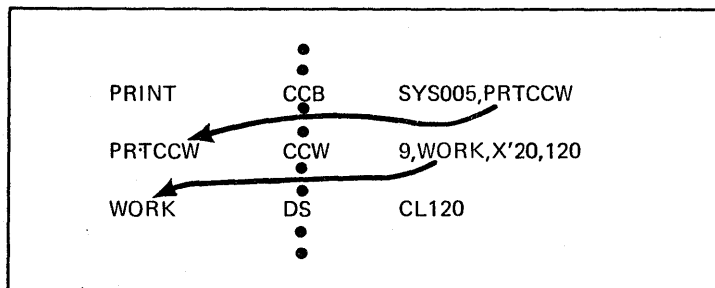 PRINT CCB SYS005,PRTCCW
PRTCCW CCW 9,WORK,X'20,120
WORK DS CL120